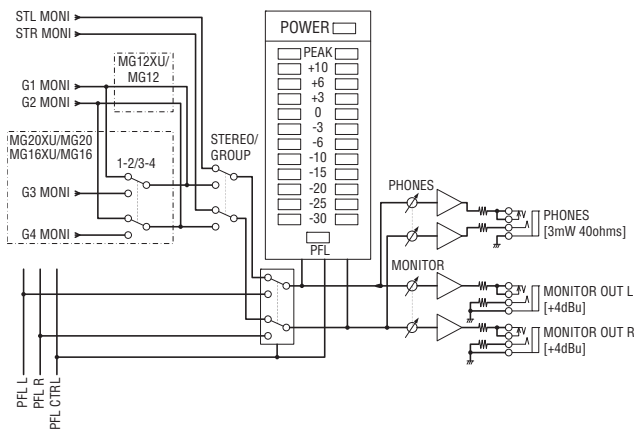 STL MONI
STR MONI
G1 MONI
G2 MONI
MG12XU/
MG12
MG20XU/MG20
MG16XU/MG16
1-2/3-4
G3 MONI
G4 MONI
STEREO/
GROUP
POWER
PEAK
+10
+6
+3
0
-3
-6
-10
-15
-20
-25
-30
PFL
PHONES
MONITOR
PHONES
[3mW 40ohms]
MONITOR OUT L
[+4dBu]
MONITOR OUT R
[+4dBu]
PFL L
PFL R
PFL CTRL